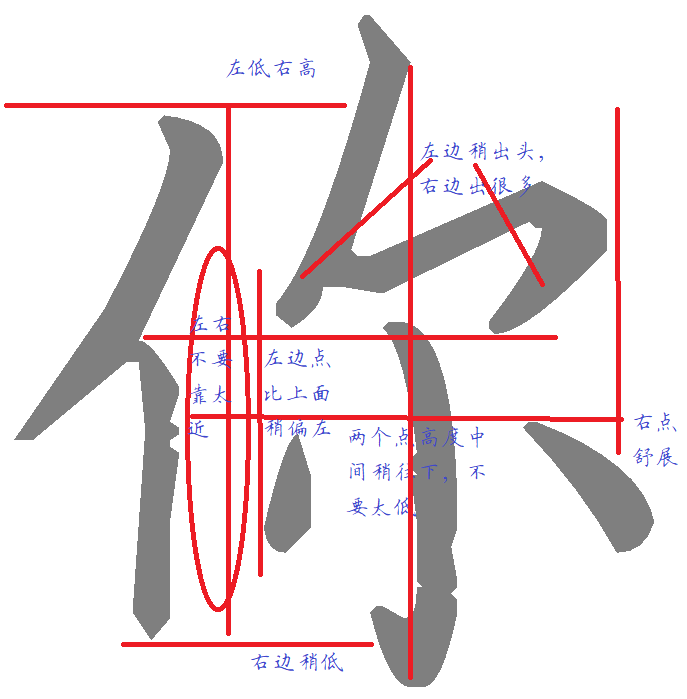 左低右高
左边稍出头，
右边出很多
左右
不要
靠太
近
左边点
比上面
稍偏左
两个点高度中
间稍往下，不
要太低
右点
舒展
右边稍低
你